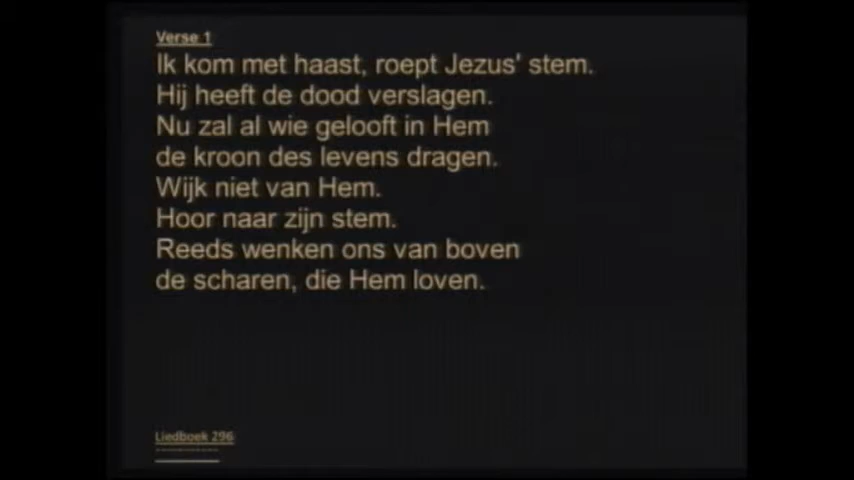 Verse 1
Ik kom met haast, roept Jezus' stem.
Hij heeft de dood verslagen.
Nu zal al wie gelooft in Hem
de kroon des levens dragen.
Wijk niet van Hem.
Hoor naar zijn stem.
Reeds wenken ons van boven
de scharen, die Hem loven.
Liedboek 296